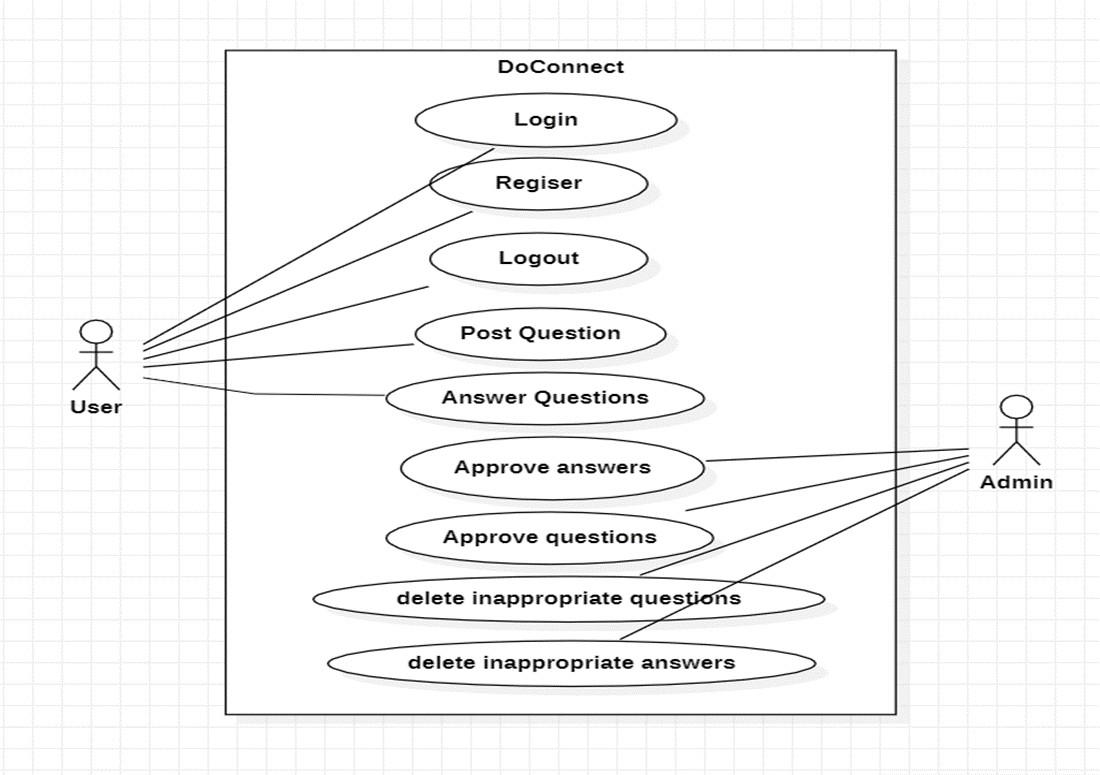 DoConnect
Login
Regiser
Logout
Post Question
Answer Questions
User
Approve answers
Admin
Approve questions
delete inappropriate questions
delete inappropriate answers